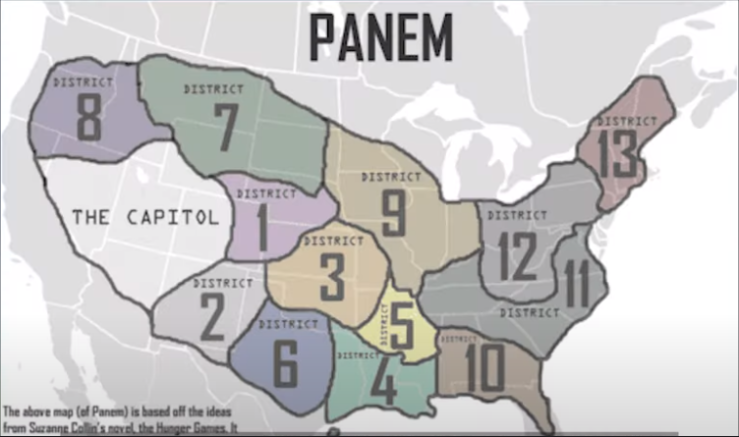 PANEM
DISTRICT
8
DISTRICT
7
DISTRICT
13
DISTRICT
9
DISTRICT
1
THE CAPITOL
DISTRICT
12
DISTRICT
3
11
DISTRICT
DISTRICT
2
DISTRICT
5
DISTRICT
6
DISTRICT
4
DISTRICT
10
The above map (of Panem) is based off the ideas
from Suzanne Collin's novel, the Hunger Games. It